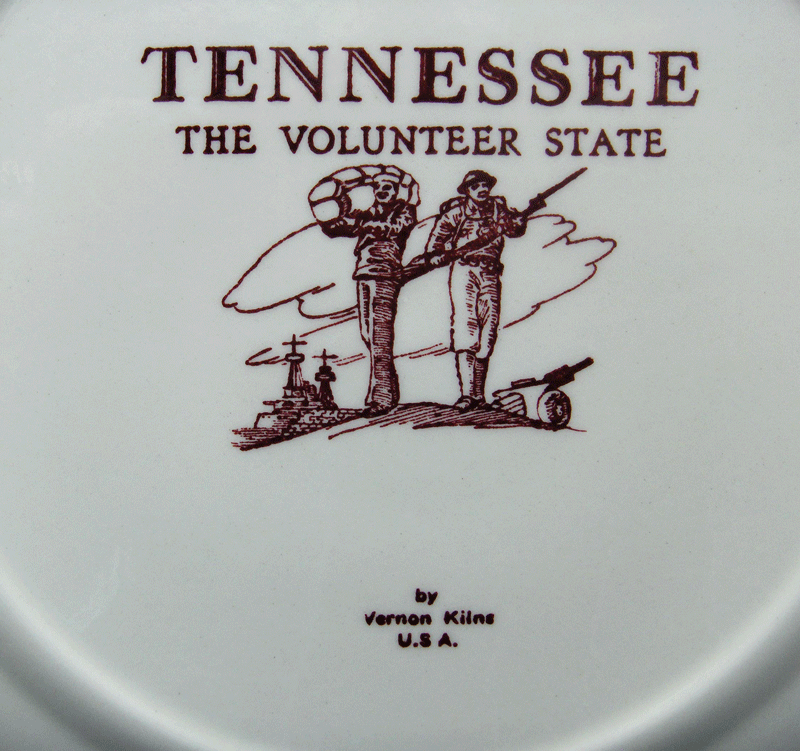 TENNESSEE
THE VOLUNTEER STATE
by
Vernon Kilns
U.S A.